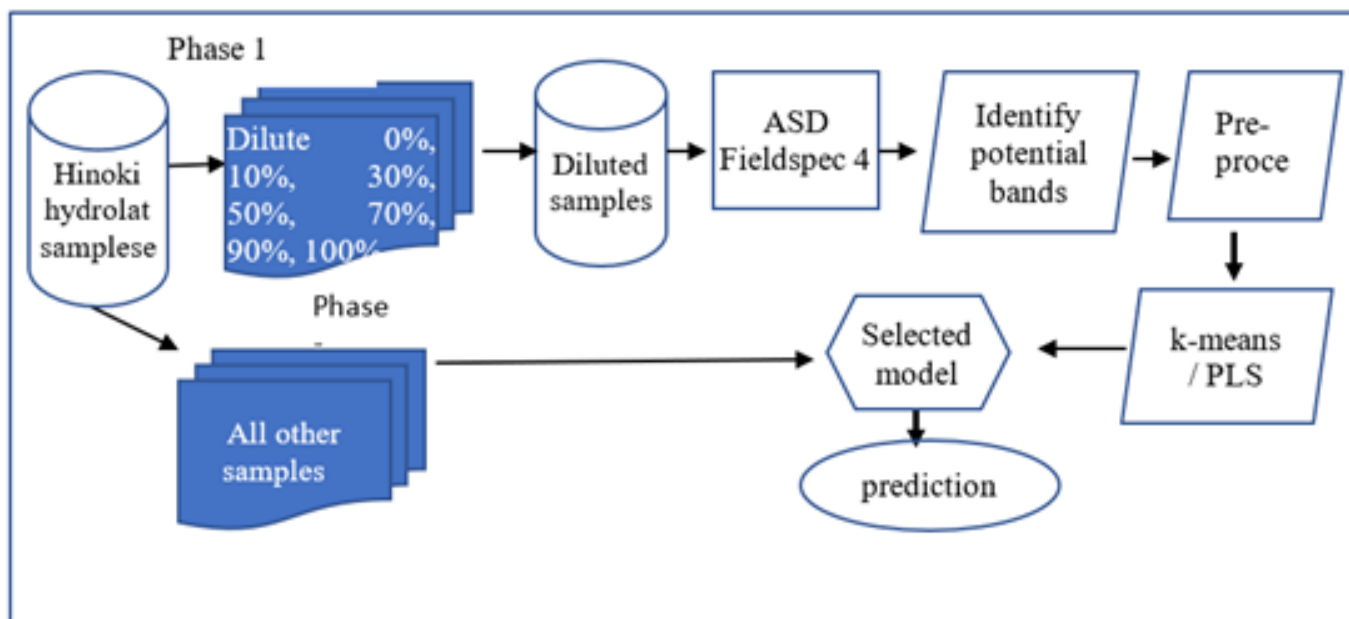 Phase 1
Hinoki
hydrolat
samplese
Dilute 0%,
10%, 30%,
50%, 70%,
90%, 100%
Diluted
samples
ASD
Fieldspec 4
Identify
potential
bands
Pre-
proce
k-means
/ PLS
Selected
model
prediction
Phase
All other
samples